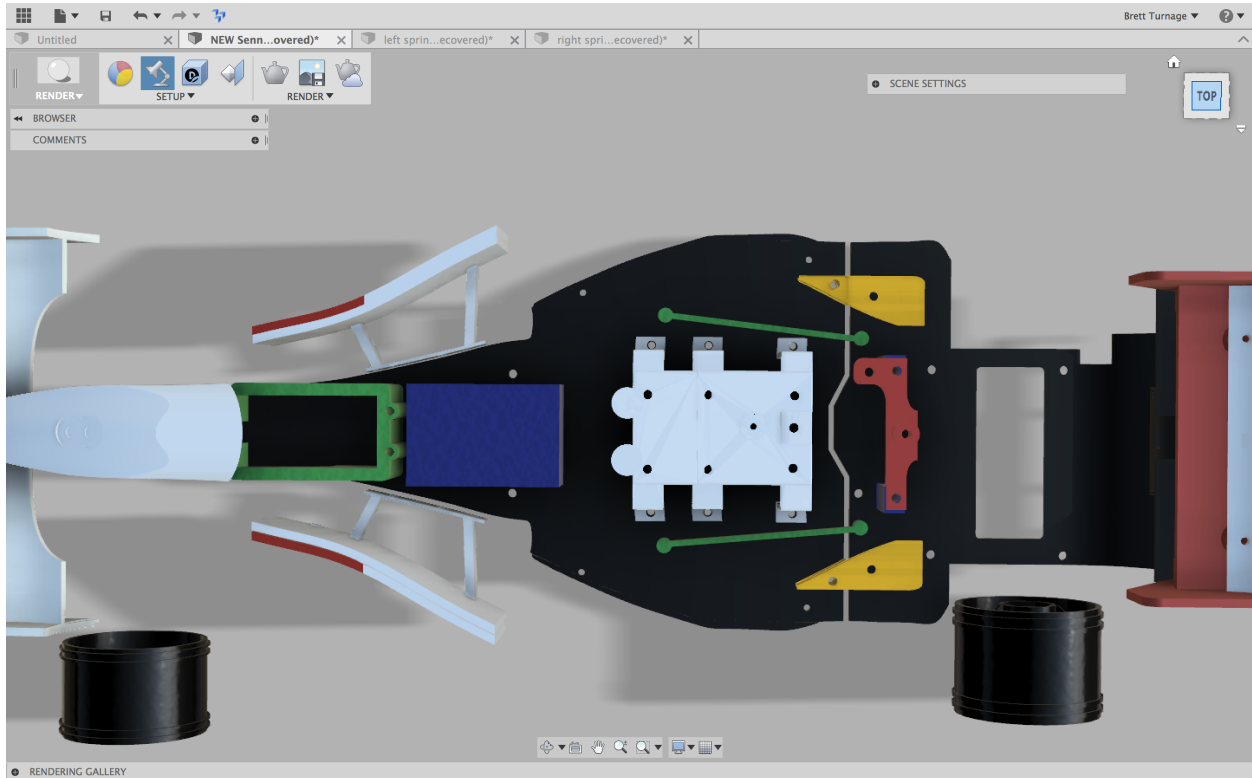 Brett Turnage
Untitled
NEW Senn...overed)*
left sprin...ecovered)*
right spri...ecovered)*
RENDER
SETUP
RENDER
SCENE SETTINGS
TOP
BROWSER
COMMENTS
RENDERING GALLERY